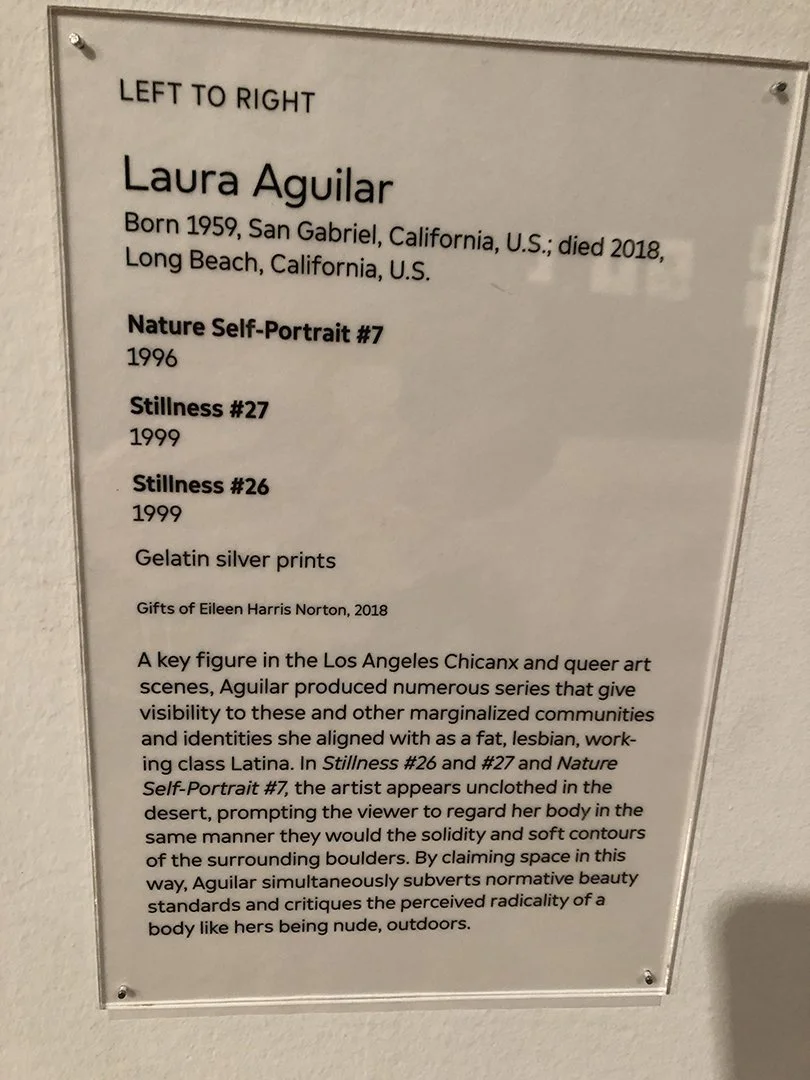 LEFT TO RIGHT
Laura Aguilar
Born 1959, San Gabriel, California, U.S.; died 2018,
Long Beach, California, U.S.
Nature Self-Portrait #7
1996
Stillness #27
1999
Stillness #26
1999
Gelatin silver prints
Gifts of Eileen Harris Norton, 2018
A key figure in the Los Angeles Chicanx and queer art
scenes, Aguilar produced numerous series that give
visibility to these and other marginalized communities
and identities she aligned with as a fat, lesbian, work-
ing class Latina. In Stillness #26 and #27 and Nature
Self-Portrait #7, the artist appears unclothed in the
desert, prompting the viewer to regard her body in the
same manner they would the solidity and soft contours
of the surrounding boulders. By claiming space in this
way, Aguilar simultaneously subverts normative beauty
standards and critiques the perceived radicality of a
body like hers being nude, outdoors.